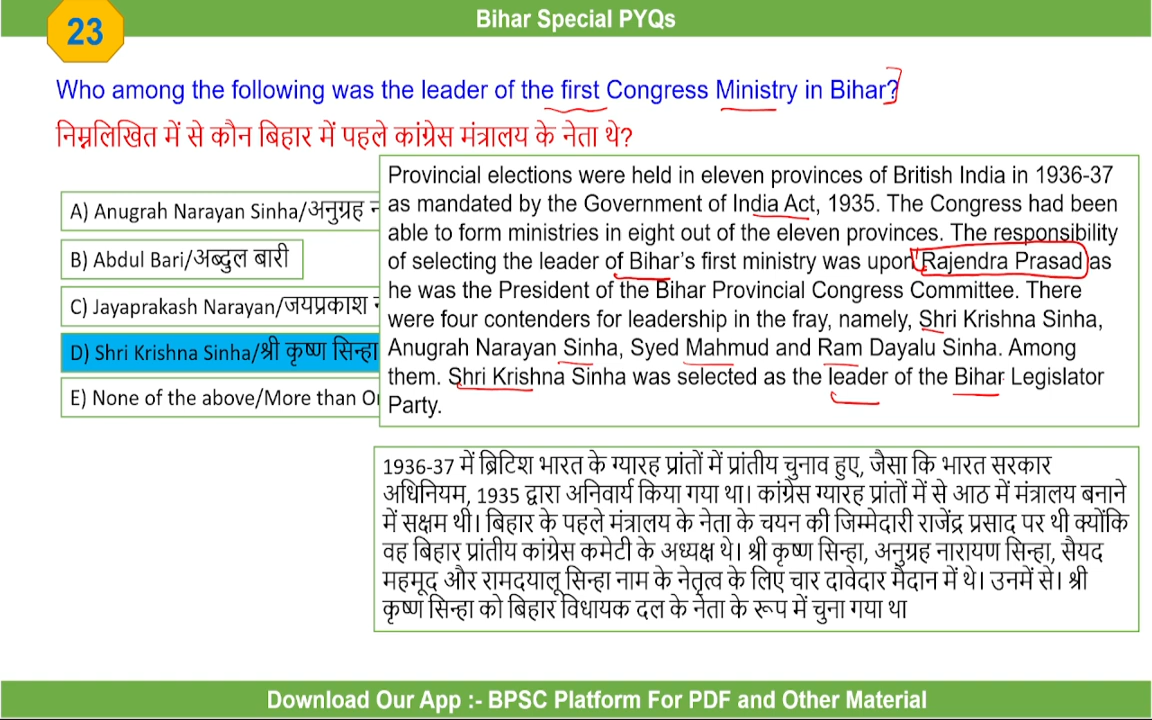 Bihar Special PYQs
23
Who among the following was the leader of the first Congress Ministry in Bihar?
निम्नलिखित में से कौन बिहार में पहले कांग्रेस मंत्रालय के नेता थे?
A) Anugrah Narayan Sinha/अनुग्रह
B) Abdul Bari/अब्दुल बारी
C) Jayaprakash Narayan/जयप्रकाश
D) Shri Krishna Sinha/श्री कृष्ण सिन्हा
E) None of the above/More than
Provincial elections were held in eleven provinces of British India in 1936-37
as mandated by the Government of India Act, 1935. The Congress had been
able to form ministries in eight out of the eleven provinces. The responsibility
of selecting the leader of Bihar's first ministry was upon Rajendra Prasad as
he was the President of the Bihar Provincial Congress Committee. There
were four contenders for leadership in the fray, namely, Shri Krishna Sinha,
Anugrah Narayan Sinha, Syed Mahmud and Ram Dayalu Sinha. Among
them. Shri Krishna Sinha was selected as the leader of the Bihar Legislator
Party.
1936-37 में ब्रिटिश भारत के ग्यारह प्रांतों में प्रांतीय चुनाव हुए, जैसा कि भारत सरकार
अधिनियम, 1935 द्वारा अनिवार्य किया गया था। कांग्रेस ग्यारह प्रांतों में से आठ में मंत्रालय बनाने
में सक्षम थी। बिहार के पहले मंत्रालय के नेता के चयन की जिम्मेदारी राजेंद्र प्रसाद पर थी क्योंकि
वह बिहार प्रांतीय कांग्रेस कमेटी के अध्यक्ष थे। श्री कृष्ण सिन्हा, अनुग्रह नारायण सिन्हा, सैयद
महमूद और रामदयालू सिन्हा नाम के नेतृत्व के लिए चार दावेदार मैदान में थे। उनमें से। श्री
कृष्ण सिन्हा को बिहार विधायक दल के नेता के रूप में चुना गया था
Download Our App :- BPSC Platform For PDF and Other Material